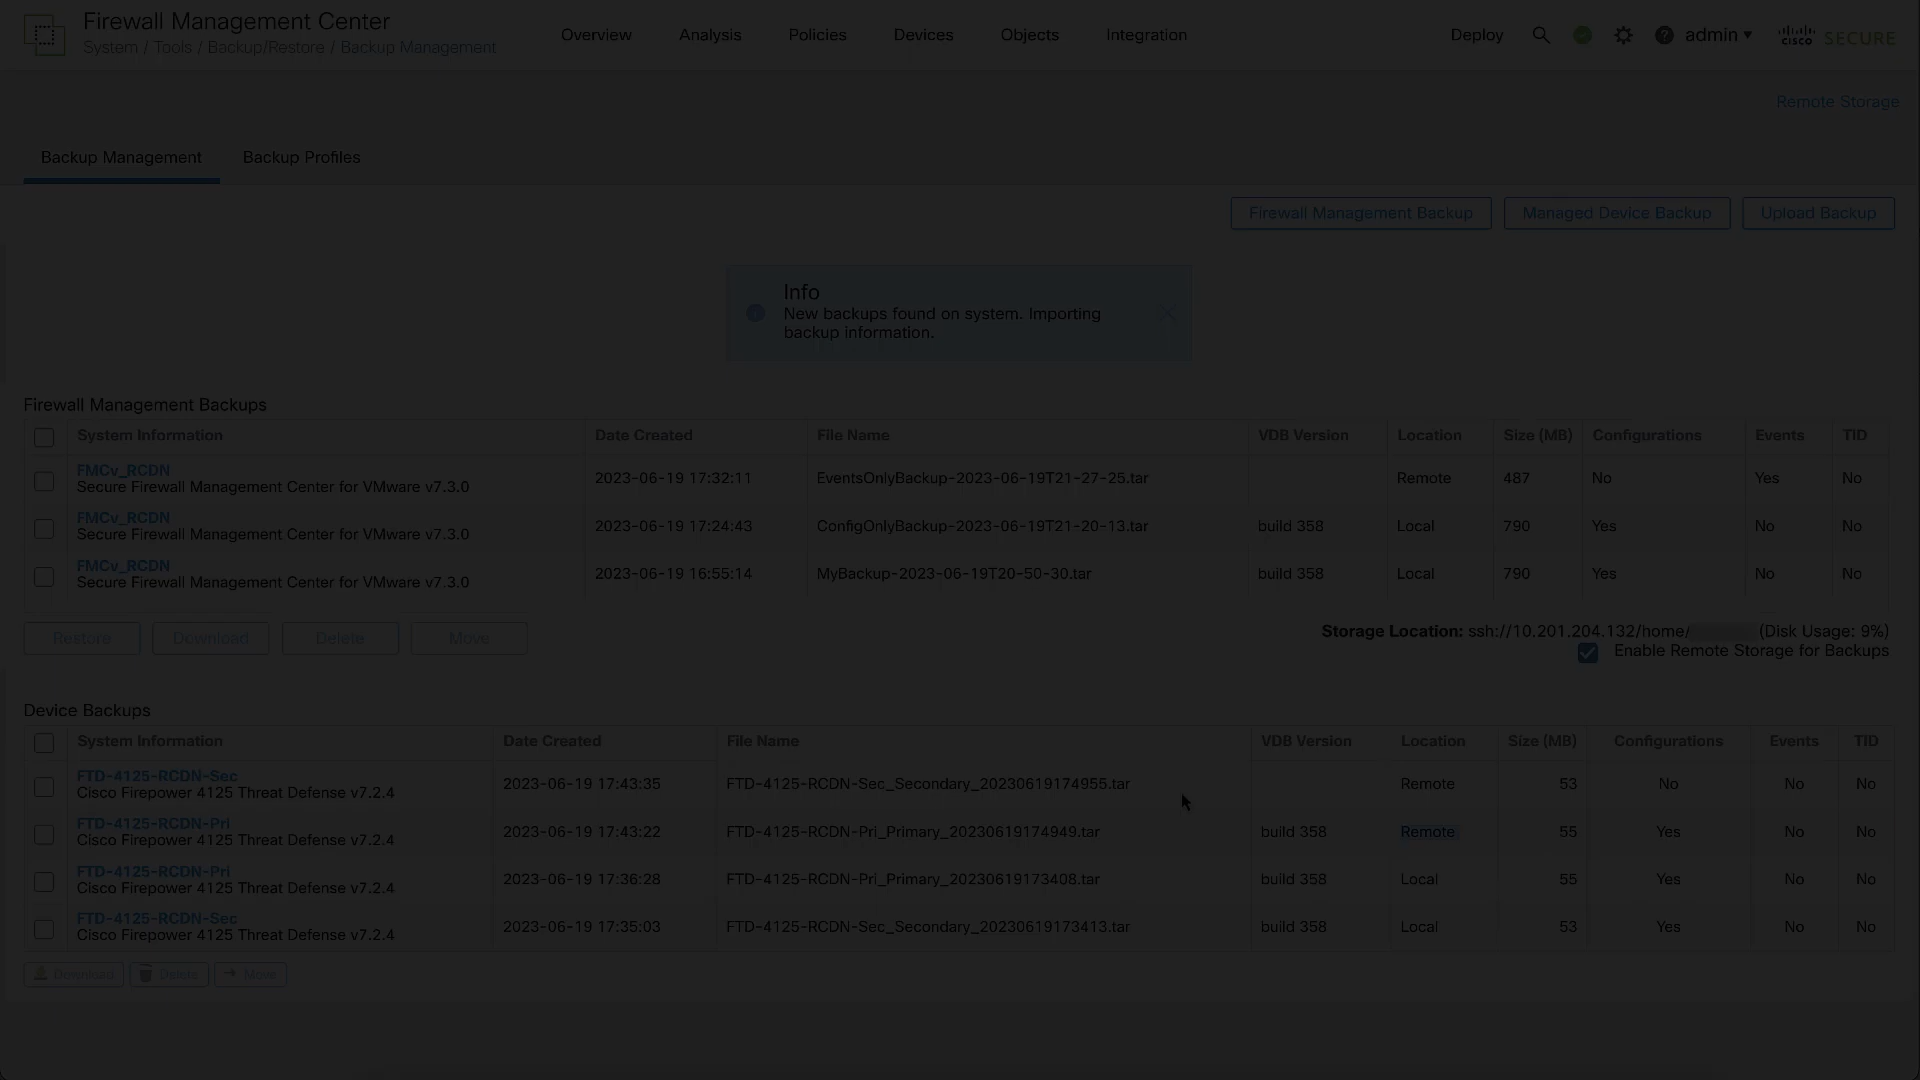 Firewall Management Center
System / Tools / Backup/Restore / Backup Management
Overview Analysis Policies Devices Objects Integration Deploy admin cisco SECURE
Remote Storage
Backup Management Backup Profiles
Firewall Management Backup Managed Device Backup Upload Backup
Info
New backups found on system. Importing
backup information.
Firewall Management Backups
System Information Date Created File Name VDB Version Location Size (MB) Configurations Events TID
FMCv_RCDN
Secure Firewall Management Center for VMware v7.3.0 2023-06-19 17:32:11 EventsOnlyBackup-2023-06-19T21-27-25.tar Remote 487 No Yes No
FMCv_RCDN
Secure Firewall Management Center for VMware v7.3.0 2023-06-19 17:24:43 ConfigOnlyBackup-2023-06-19T21-20-13.tar build 358 Local 790 Yes No No
FMCv_RCDN
Secure Firewall Management Center for VMware v7.3.0 2023-06-19 16:55:14 MyBackup-2023-06-19T20-50-30.tar build 358 Local 790 Yes No No
Restore Download Delete Move
Storage Location: ssh://10.201.204.132/home/ (Disk Usage: 9%)
Enable Remote Storage for Backups
Device Backups
System Information Date Created File Name VDB Version Location Size (MB) Configurations Events TID
FTD-4125-RCDN-Sec
Cisco Firepower 4125 Threat Defense v7.2.4 2023-06-19 17:43:35 FTD-4125-RCDN-Sec_Secondary_20230619174955.tar Remote 53 No No No
FTD-4125-RCDN-Pri
Cisco Firepower 4125 Threat Defense v7.2.4 2023-06-19 17:43:22 FTD-4125-RCDN-Pri_Primary_20230619174949.tar build 358 Remote 55 Yes No No
FTD-4125-RCDN-Pri
Cisco Firepower 4125 Threat Defense v7.2.4 2023-06-19 17:36:28 FTD-4125-RCDN-Pri_Primary_20230619173408.tar build 358 Local 55 Yes No No
FTD-4125-RCDN-Sec
Cisco Firepower 4125 Threat Defense v7.2.4 2023-06-19 17:35:03 FTD-4125-RCDN-Sec_Secondary_20230619173413.tar build 358 Local 53 Yes No No
Download Delete Move